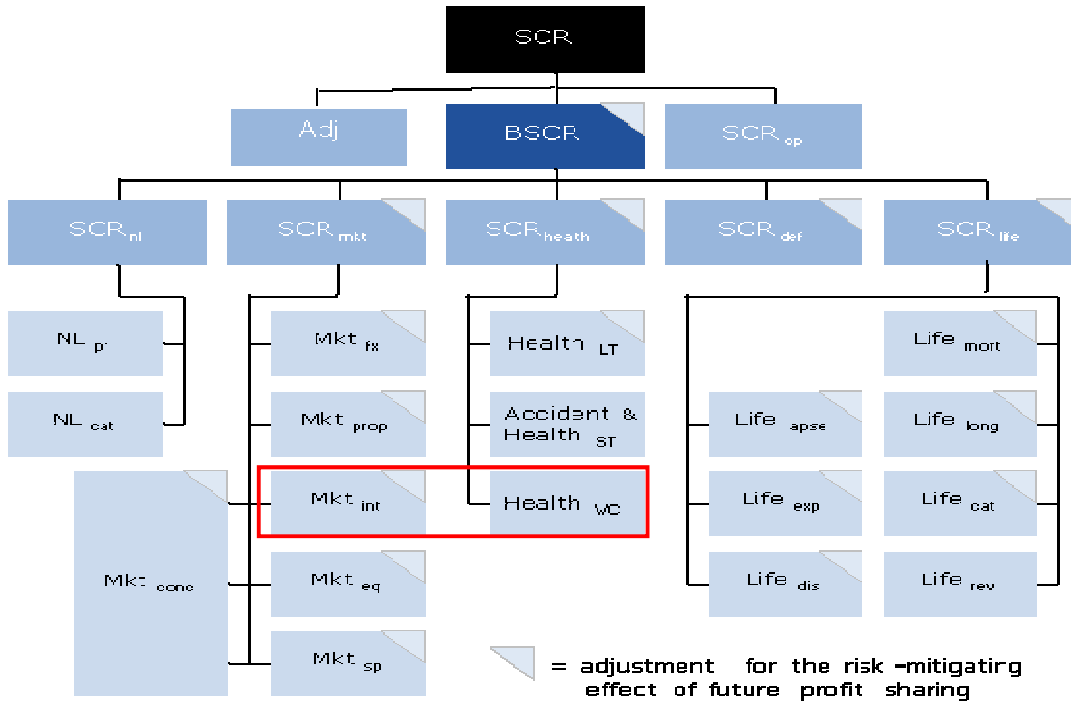 SCR
Adj
BSCR
SCR op
SCR nl
SCR mkt
SCR heath
SCR def
SCR life
NL pr
Mkt fx
Health LT
Life mort
NL cat
Mkt prop
Accident &
Health ST
Life apse
Life long
Mkt int
Health WC
Life exp
Life cat
Mkt conc
Mkt eq
Life dis
Life rev
Mkt sp
= adjustment for the risk -mitigating
effect of future profit sharing